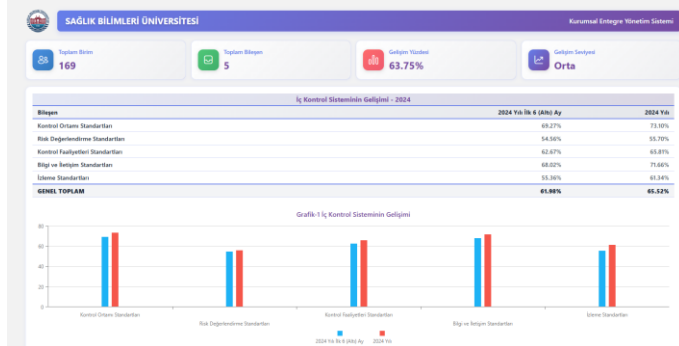 SAĞLIK BİLİMLERİ ÜNİVERSİTESİ
Kurumsal Entegre Yönetim Sistemi
Toplam Birim
169
Toplam Bileşen
5
Gelişim Yüzdesi
63.75%
Gelişim Seviyesi
Orta
İç Kontrol Sisteminin Gelişimi - 2024
Bileşen 2024 Yılı İlk 6 (Altı) Ay 2024 Yılı
Kontrol Ortamı Standartları 69.27% 73.10%
Risk Değerlendirme Standartları 54.56% 55.70%
Kontrol Faaliyetleri Standartları 62.67% 65.81%
Bilgi ve İletişim Standartları 68.02% 71.66%
İzleme Standartları 55.36% 61.34%
GENEL TOPLAM 61.98% 65.52%
Grafik-1 İç Kontrol Sisteminin Gelişimi
80
60
40
20
0
Kontrol Ortamı Standartları
Risk Değerlendirme Standartları
Kontrol Faaliyetleri Standartları
Bilgi ve İletişim Standartları
İzleme Standartları
2024 Yılı İlk 6 (Altı) Ay
2024 Yılı